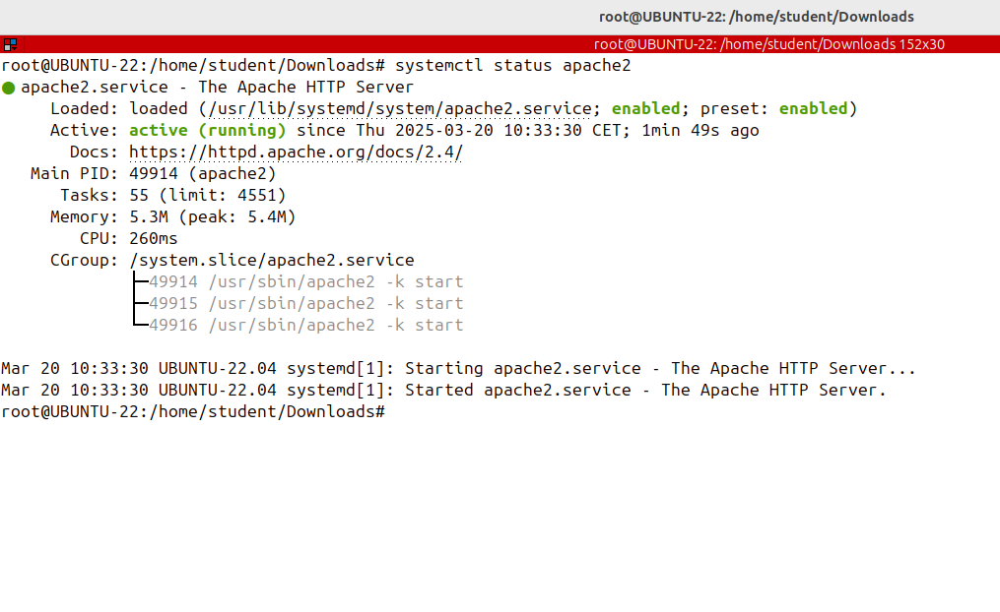 root@UBUNTU-22: /home/student/Downloads
root@UBUNTU-22: /home/student/Downloads 152x30
root@UBUNTU-22:/home/student/Downloads# systemctl status apache2
● apache2.service - The Apache HTTP Server
     Loaded: loaded (/usr/lib/systemd/system/apache2.service; enabled; preset: enabled)
     Active: active (running) since Thu 2025-03-20 10:33:30 CET; 1min 49s ago
       Docs: https://httpd.apache.org/docs/2.4/
   Main PID: 49914 (apache2)
      Tasks: 55 (limit: 4551)
     Memory: 5.3M (peak: 5.4M)
        CPU: 260ms
     CGroup: /system.slice/apache2.service
             ├─49914 /usr/sbin/apache2 -k start
             ├─49915 /usr/sbin/apache2 -k start
             └─49916 /usr/sbin/apache2 -k start
Mar 20 10:33:30 UBUNTU-22.04 systemd[1]: Starting apache2.service - The Apache HTTP Server...
Mar 20 10:33:30 UBUNTU-22.04 systemd[1]: Started apache2.service - The Apache HTTP Server.
root@UBUNTU-22:/home/student/Downloads#